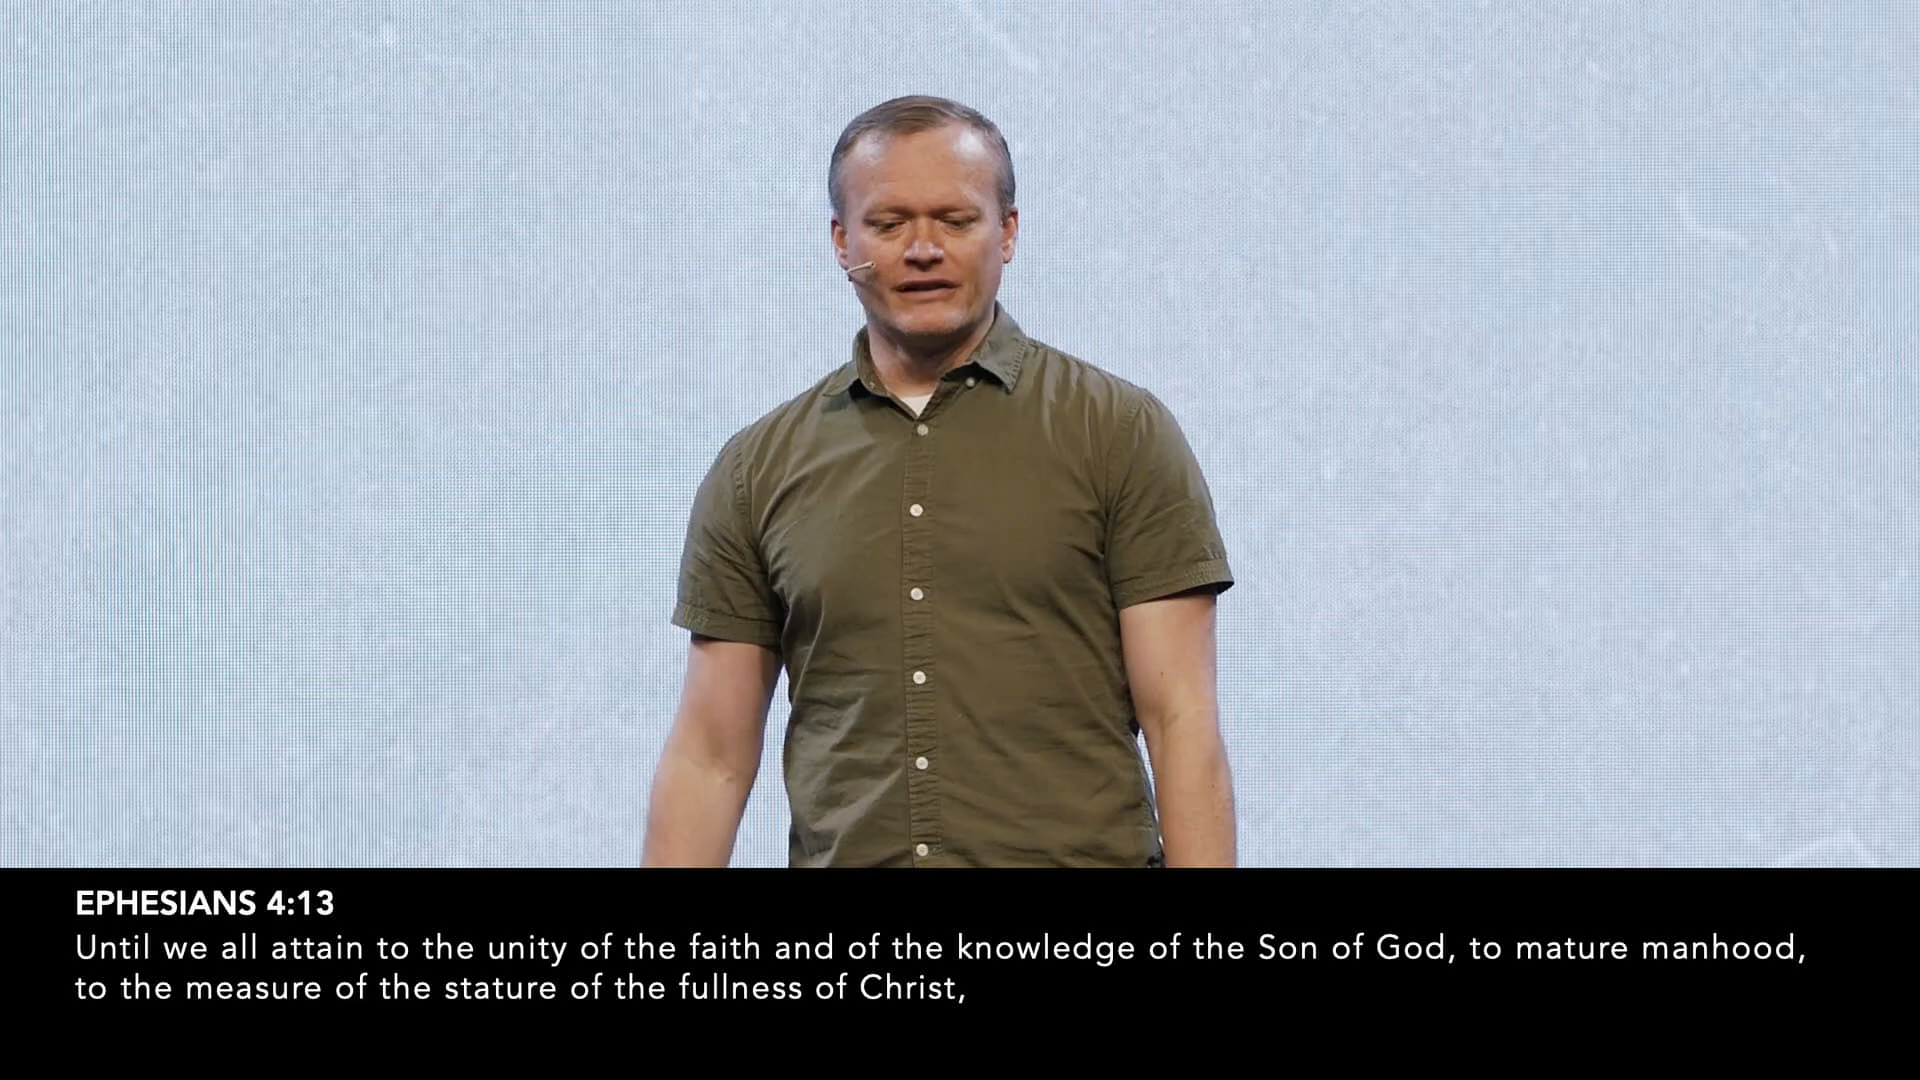 EPHESIANS 4:13
Until we all attain to the unity of the faith and of the knowledge of the Son of God, to mature manhood,
to the measure of the stature of the fullness of Christ,